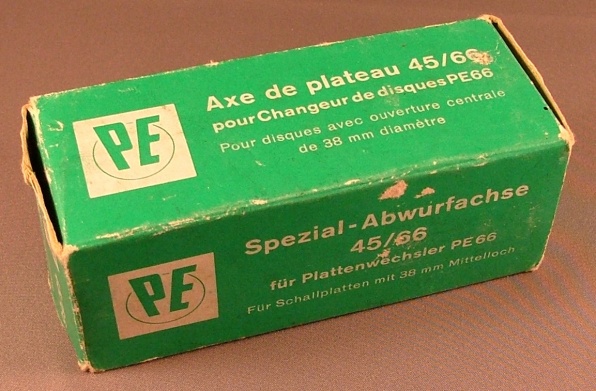 PE
Axe de plateau 45/66
pour Changeur de disques PE66
Pour disques avec ouverture centrale
de 38 mm diamètre
PE
Spezial-Abwurfachse
45/66
für Plattenwechsler PE66
Für Schallplatten mit 38 mm Mittelloch